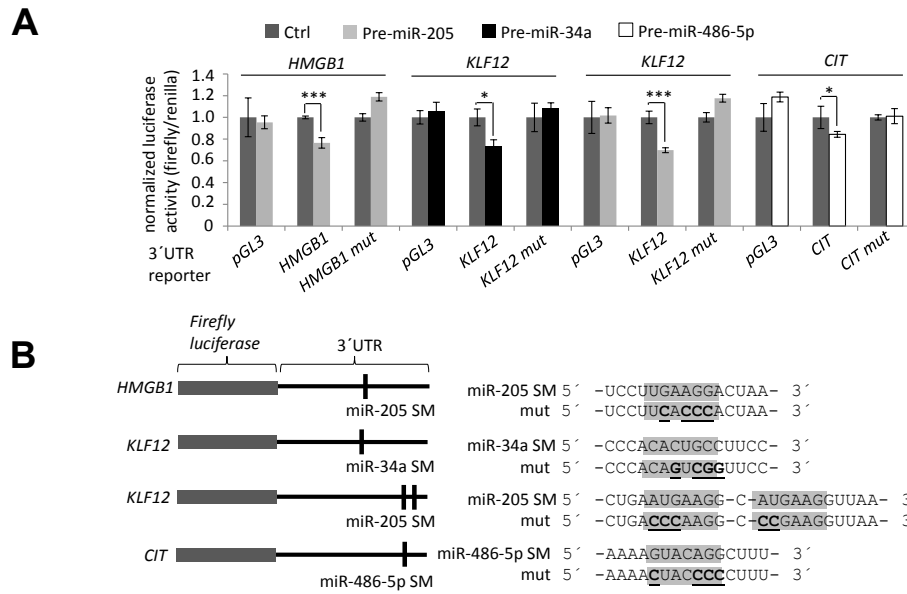 A
Ctrl Pre-miR-205 Pre-miR-34a Pre-miR-486-5p
HMGB1 KLF12 KLF12 CIT
normalized luciferase
activity (firefly/renilla)
1.4
1.2
1.0
0.8
0.6
0.4
0.2
0
*** * *** *
3´UTR
reporter
pGL3 HMGB1 HMGB1 mut pGL3 KLF12 KLF12 mut pGL3 KLF12 KLF12 mut pGL3 CIT CIT mut
B
Firefly
luciferase
3´UTR
HMGB1
miR-205 SM
miR-205 SM 5´ -UCCUUGAAGGACUAA- 3´
mut 5´ -UCCUUCACCCACUAA- 3´
KLF12
miR-34a SM
miR-34a SM 5´ -CCCACACUGCCUUCC- 3´
mut 5´ -CCCACAGUCGGUUCC- 3´
KLF12
miR-205 SM
miR-205 SM 5´ -CUGAAUGAAGG-C-AUGAAGGUUAA- 3
mut 5´ -CUGACCCAAGG-C-CCGAAGGUUAA- 3
CIT
miR-486-5p SM
miR-486-5p SM 5´ -AAAAGUACAGGCUUU- 3´
mut 5´ -AAAACUACCCCCUUU- 3´